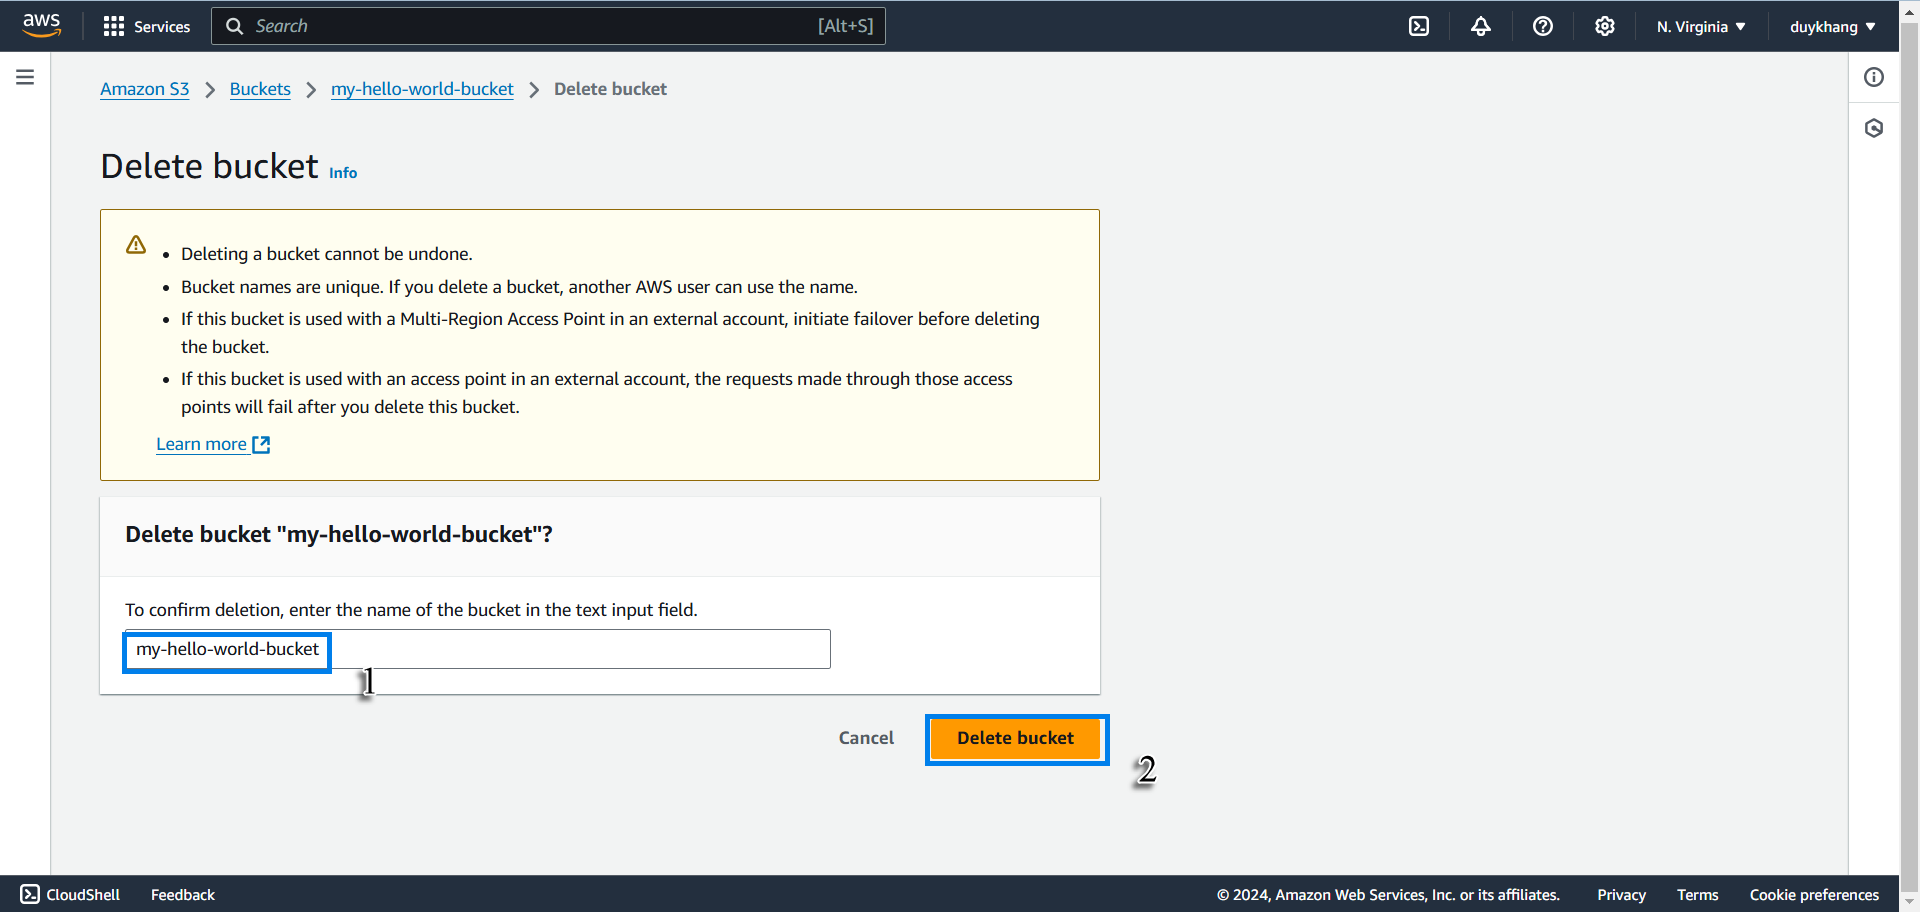 aws
Services
Search
[Alt+S]
N. Virginia
duykhang
Amazon S3
Buckets
my-hello-world-bucket
Delete bucket
Delete bucket
Info
Deleting a bucket cannot be undone.
Bucket names are unique. If you delete a bucket, another AWS user can use the name.
If this bucket is used with a Multi-Region Access Point in an external account, initiate failover before deleting
the bucket.
If this bucket is used with an access point in an external account, the requests made through those access
points will fail after you delete this bucket.
Learn more
Delete bucket "my-hello-world-bucket"?
To confirm deletion, enter the name of the bucket in the text input field.
my-hello-world-bucket
1
Cancel
Delete bucket
2
CloudShell
Feedback
© 2024, Amazon Web Services, Inc. or its affiliates.
Privacy
Terms
Cookie preferences